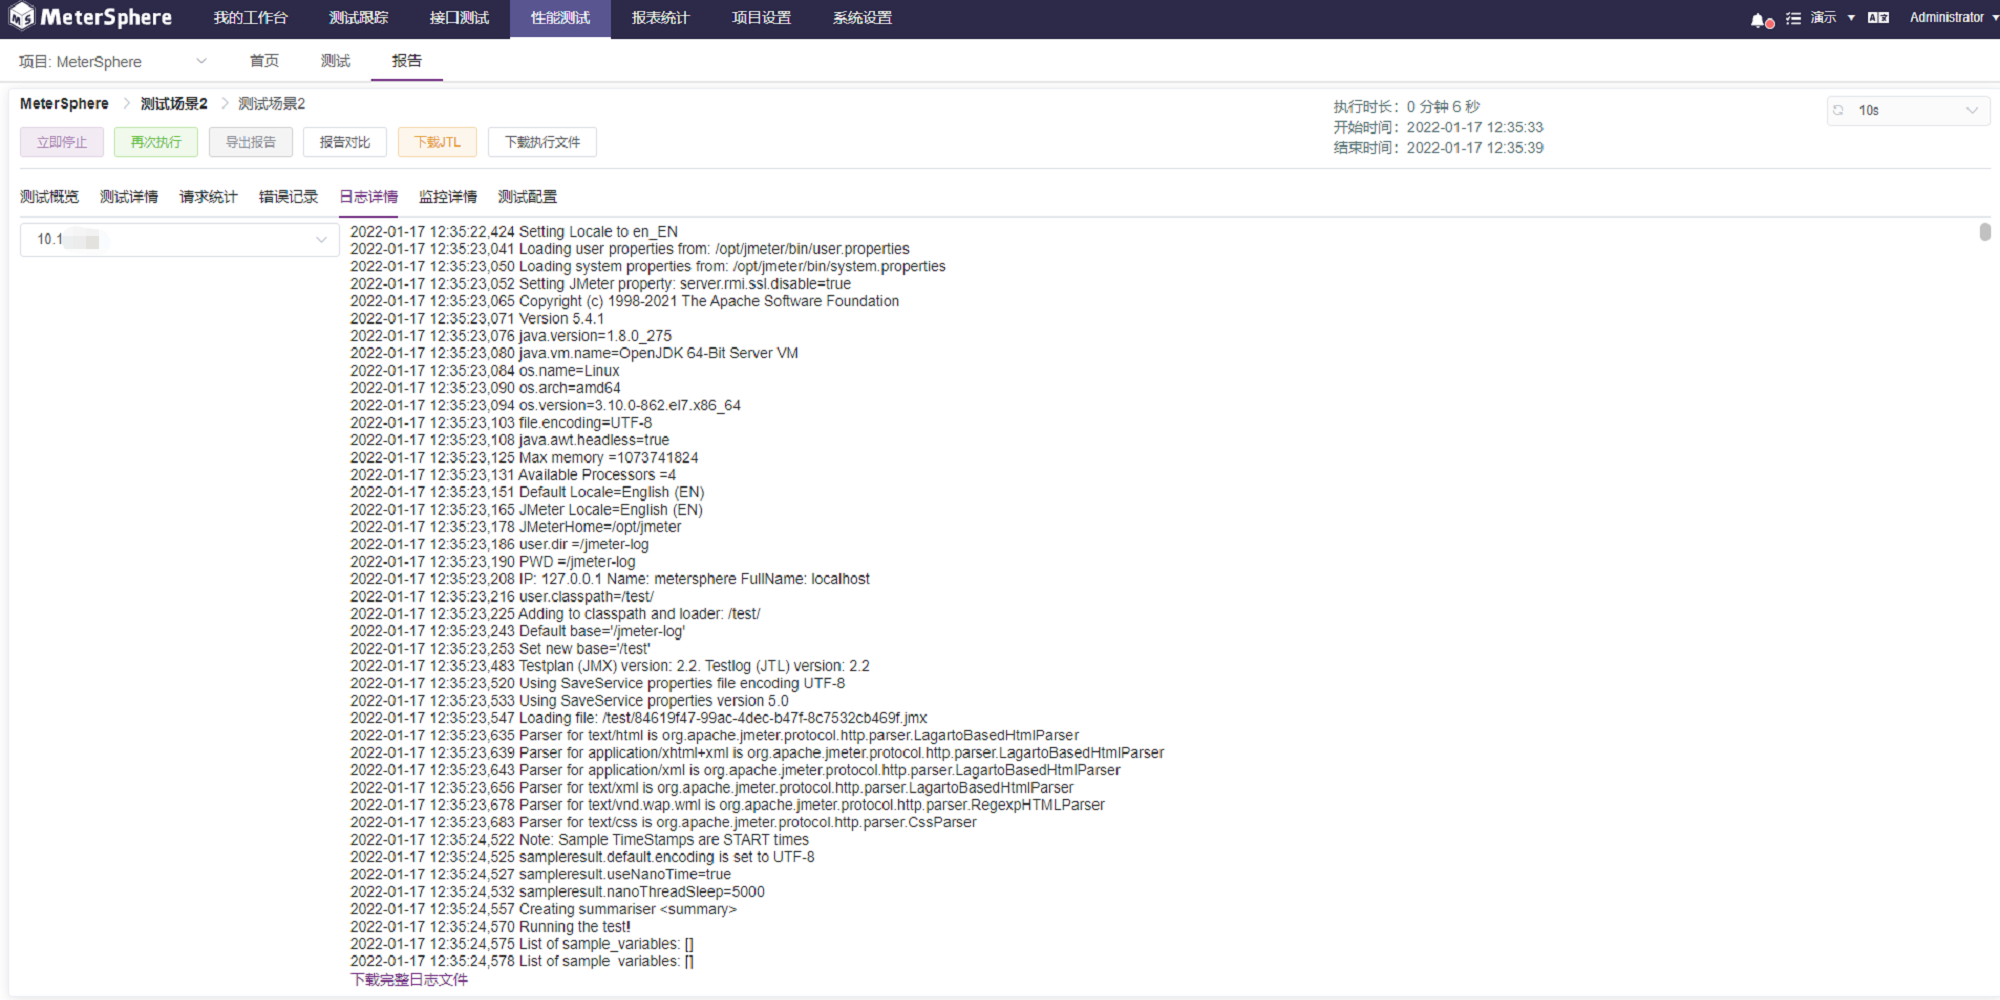 MeterSphere 我的工作台 测试跟踪 接口测试 性能测试 报表统计 项目设置 系统设置 演示 Administrator
项目: MeterSphere 首页 测试 报告
MeterSphere > 测试场景2 > 测试场景2
立即停止 再次执行 导出报告 报告对比 下载JTL 下载执行文件
执行时长：0 分钟 6 秒
开始时间：2022-01-17 12:35:33
结束时间：2022-01-17 12:35:39
10s
测试概览 测试详情 请求统计 错误记录 日志详情 监控详情 测试配置
10.1
2022-01-17 12:35:22,424 Setting Locale to en_EN
2022-01-17 12:35:23,041 Loading user properties from: /opt/jmeter/bin/user.properties
2022-01-17 12:35:23,050 Loading system properties from: /opt/jmeter/bin/system.properties
2022-01-17 12:35:23,052 Setting JMeter property: server.rmi.ssl.disable=true
2022-01-17 12:35:23,065 Copyright (c) 1998-2021 The Apache Software Foundation
2022-01-17 12:35:23,071 Version 5.4.1
2022-01-17 12:35:23,076 java.version=1.8.0_275
2022-01-17 12:35:23,080 java.vm.name=OpenJDK 64-Bit Server VM
2022-01-17 12:35:23,084 os.name=Linux
2022-01-17 12:35:23,090 os.arch=amd64
2022-01-17 12:35:23,094 os.version=3.10.0-862.el7.x86_64
2022-01-17 12:35:23,103 file.encoding=UTF-8
2022-01-17 12:35:23,108 java.awt.headless=true
2022-01-17 12:35:23,125 Max memory =1073741824
2022-01-17 12:35:23,131 Available Processors =4
2022-01-17 12:35:23,151 Default Locale=English (EN)
2022-01-17 12:35:23,165 JMeter Locale=English (EN)
2022-01-17 12:35:23,178 JMeterHome=/opt/jmeter
2022-01-17 12:35:23,186 user.dir =/jmeter-log
2022-01-17 12:35:23,190 PWD =/jmeter-log
2022-01-17 12:35:23,208 IP: 127.0.0.1 Name: metersphere FullName: localhost
2022-01-17 12:35:23,216 user.classpath=/test/
2022-01-17 12:35:23,225 Adding to classpath and loader: /test/
2022-01-17 12:35:23,243 Default base='/jmeter-log'
2022-01-17 12:35:23,253 Set new base='/test'
2022-01-17 12:35:23,483 Testplan (JMX) version: 2.2. Testlog (JTL) version: 2.2
2022-01-17 12:35:23,520 Using SaveService properties file encoding UTF-8
2022-01-17 12:35:23,533 Using SaveService properties version 5.0
2022-01-17 12:35:23,547 Loading file: /test/84619f47-99ac-4dec-b47f-8c7532cb469f.jmx
2022-01-17 12:35:23,635 Parser for text/html is org.apache.jmeter.protocol.http.parser.LagartoBasedHtmlParser
2022-01-17 12:35:23,639 Parser for application/xhtml+xml is org.apache.jmeter.protocol.http.parser.LagartoBasedHtmlParser
2022-01-17 12:35:23,643 Parser for application/xml is org.apache.jmeter.protocol.http.parser.LagartoBasedHtmlParser
2022-01-17 12:35:23,656 Parser for text/xml is org.apache.jmeter.protocol.http.parser.LagartoBasedHtmlParser
2022-01-17 12:35:23,678 Parser for text/vnd.wap.wml is org.apache.jmeter.protocol.http.parser.RegexpHTMLParser
2022-01-17 12:35:23,683 Parser for text/css is org.apache.jmeter.protocol.http.parser.CssParser
2022-01-17 12:35:24,522 Note: Sample TimeStamps are START times
2022-01-17 12:35:24,525 sampleresult.default.encoding is set to UTF-8
2022-01-17 12:35:24,527 sampleresult.useNanoTime=true
2022-01-17 12:35:24,532 sampleresult.nanoThreadSleep=5000
2022-01-17 12:35:24,557 Creating summariser <summary>
2022-01-17 12:35:24,570 Running the test!
2022-01-17 12:35:24,575 List of sample_variables: []
2022-01-17 12:35:24,578 List of sample_variables: []
下载完整日志文件